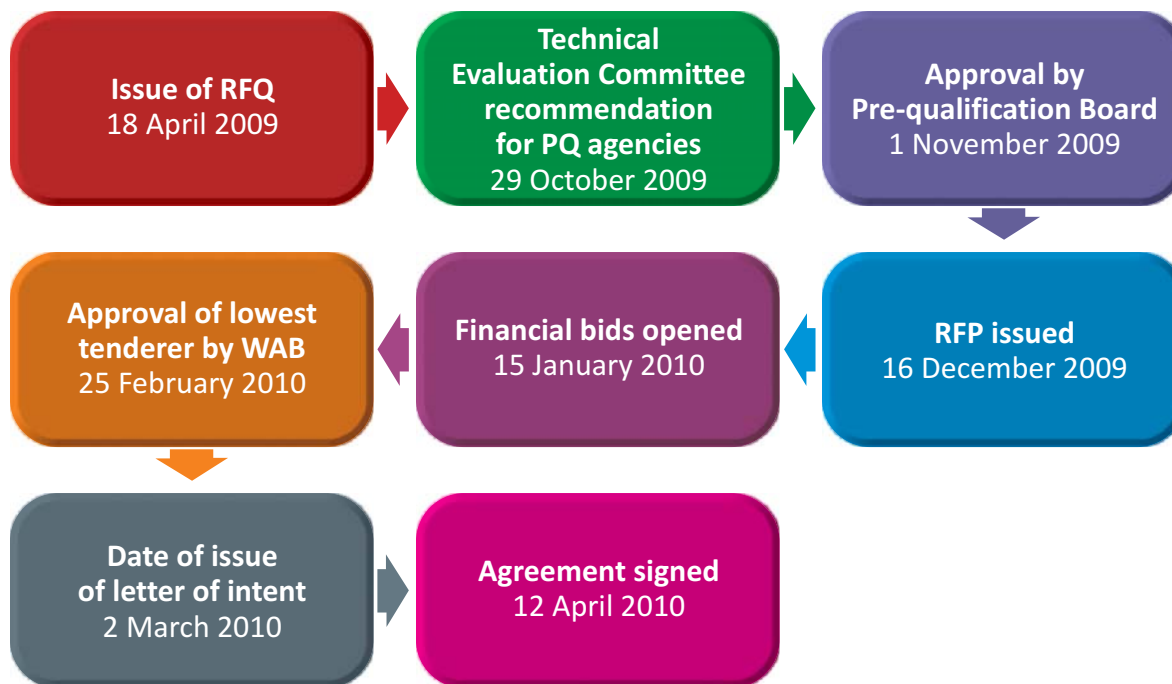 Issue of RFQ
18 April 2009
Technical
Evaluation Committee
recommendation
for PQ agencies
29 October 2009
Approval by
Pre-qualification Board
1 November 2009
RFP issued
16 December 2009
Financial bids opened
15 January 2010
Approval of lowest
tenderer by WAB
25 February 2010
Date of issue
of letter of intent
2 March 2010
Agreement signed
12 April 2010